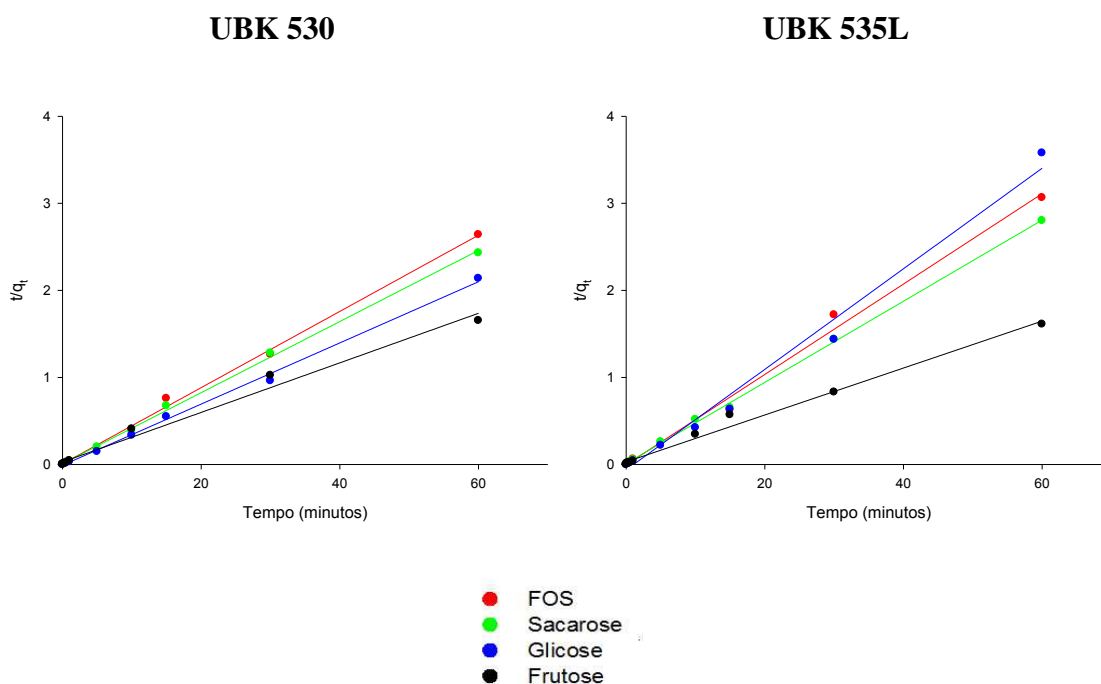 UBK 530
UBK 535L
4
3
2
1
0
t/qt
0
20
40
60
Tempo (minutos)
4
3
2
1
0
t/qt
0
20
40
60
Tempo (minutos)
FOS
Sacarose
Glicose
Frutose